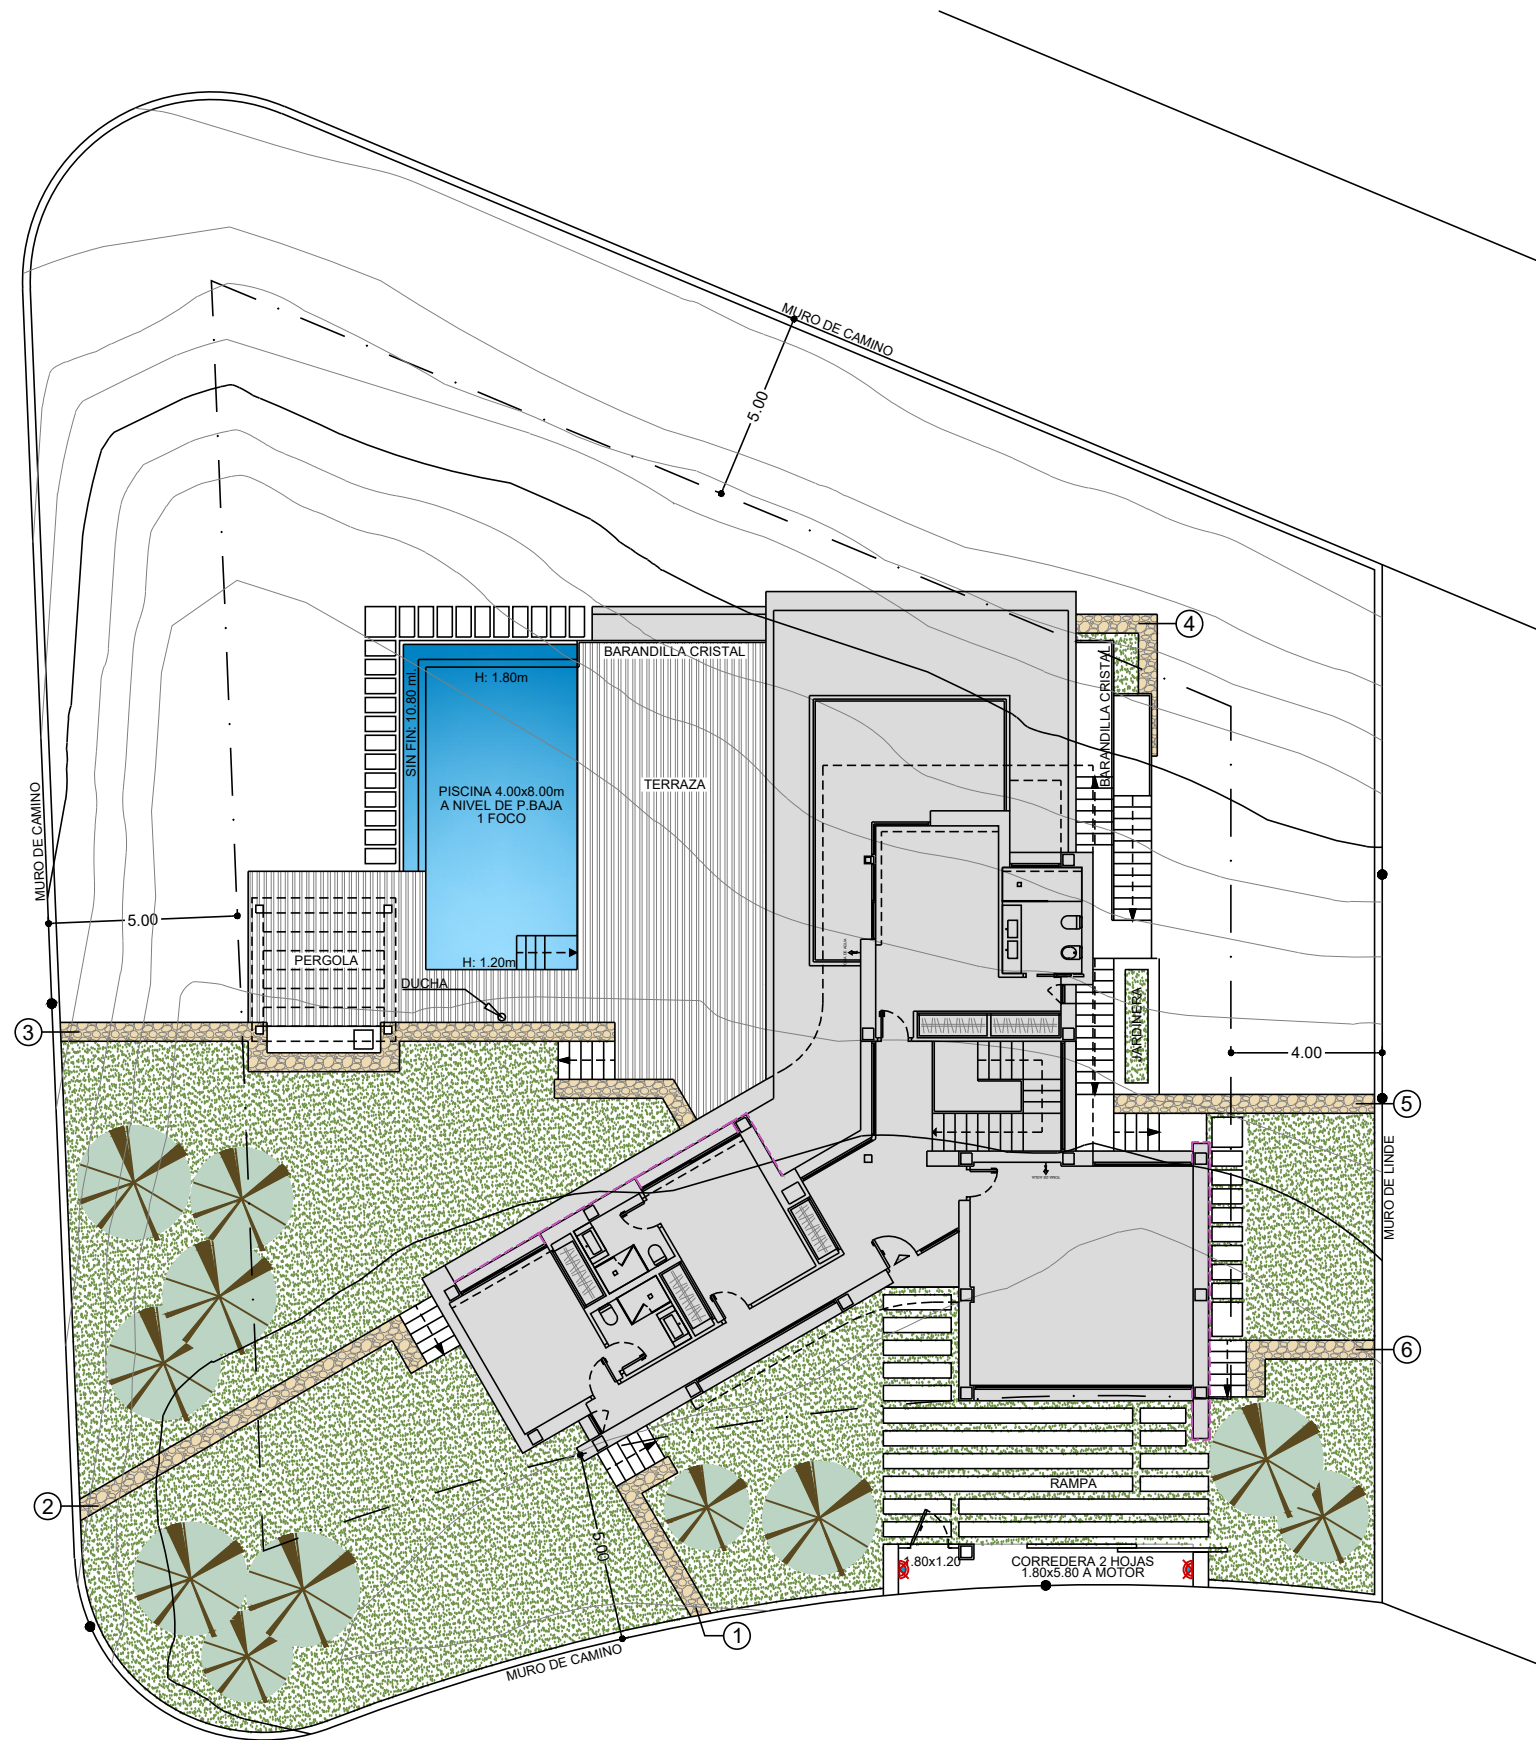 MURO DE CAMINO
5.00
4
BARANDILLA CRISTAL
BARANDILLA CRISTAL
H: 1.80m
SIN FIN: 10.80 ml.
TERRAZA
PISCINA 4.00x8.00m
A NIVEL DE P.BAJA
1 FOCO
MURO DE CAMINO
5.00
PERGOLA
H: 1.20m
DUCHA
JARDINERA
3
4.00
5
MURO DE LINDE
6
2
RAMPA
5.00
1.80x1.20
CORREDERA 2 HOJAS
1.80x5.80 A MOTOR
1
MURO DE CAMINO